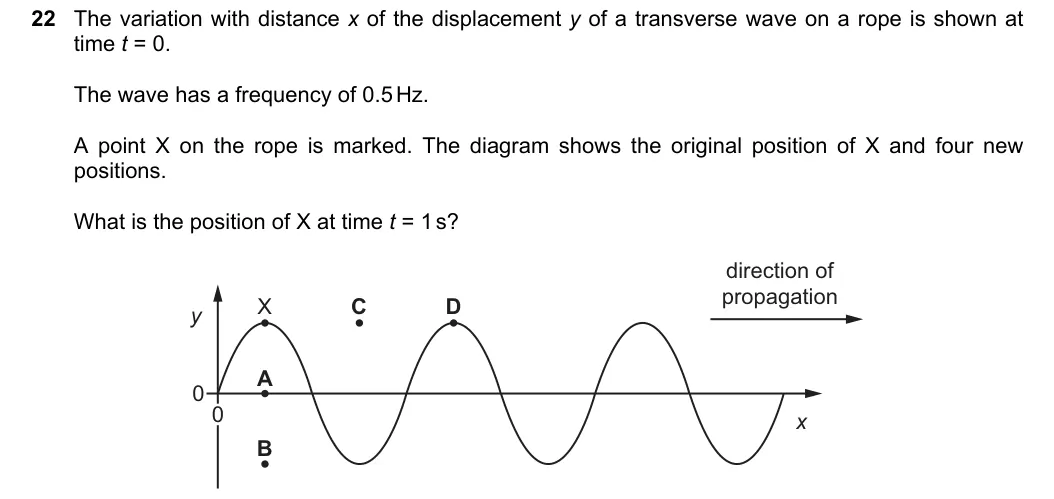 22 The variation with distance x of the displacement y of a transverse wave on a rope is shown at
time t = 0.
The wave has a frequency of 0.5 Hz.
A point X on the rope is marked. The diagram shows the original position of X and four new
positions.
What is the position of X at time t = 1 s?
direction of
propagation
X
C
D
y
A
0
0
x
B